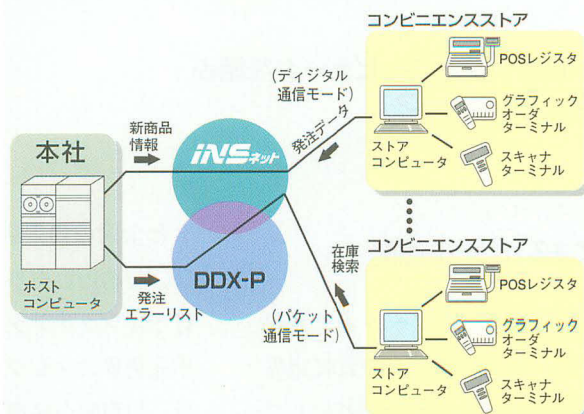 コンビニエンスストア
POSレジスタ
グラフィック
オーダ
ターミナル
スキャナ
ターミナル
ストア
コンピュータ
(ディジタル
通信モード)
発注データ
新商品
情報
本社
INSネット
DDX-P
ホスト
コンピュータ
発注
エラーリスト
(パケット
通信モード)
在庫
検索
コンビニエンスストア
POSレジスタ
グラフィック
オーダ
ターミナル
スキャナ
ターミナル
ストア
コンピュータ